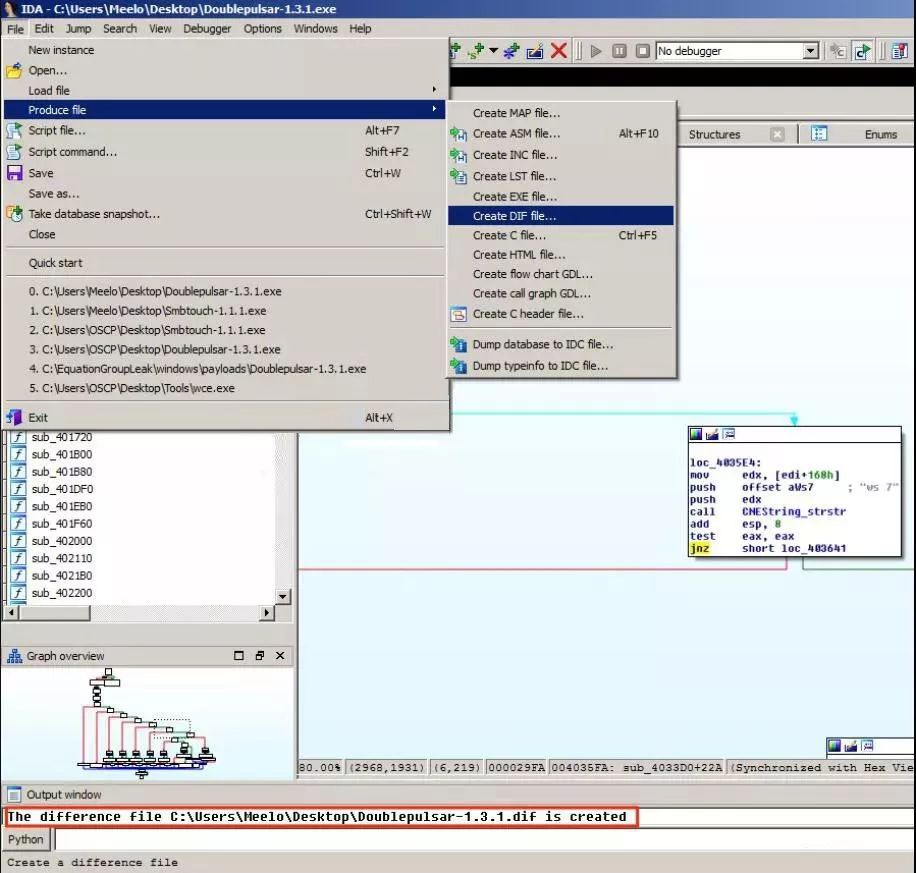 IDA - C:\Users\Meelo\Desktop\Doublepulsar-1.3.1.exe
File Edit Jump Search View Debugger Options Windows Help
No debugger
New instance
Open...
Load file
Produce file
Script file... Alt+F7
Script command... Shift+F2
Save Ctrl+W
Save as...
Take database snapshot... Ctrl+Shift+W
Close
Quick start
0. C:\Users\Meelo\Desktop\Doublepulsar-1.3.1.exe
1. C:\Users\Meelo\Desktop\Smbtouch-1.1.1.exe
2. C:\Users\OSCP\Desktop\Smbtouch-1.1.1.exe
3. C:\Users\OSCP\Desktop\Doublepulsar-1.3.1.exe
4. C:\EquationGroupLeak\windows\payloads\Doublepulsar-1.3.1.exe
5. C:\Users\OSCP\Desktop\Tools\wce.exe
Exit Alt+X
Create MAP file...
Create ASM file... Alt+F10
Create INC file...
Create LST file...
Create EXE file...
Create DIF file...
Create C file... Ctrl+F5
Create HTML file...
Create flow chart GDL...
Create call graph GDL...
Create C header file...
Dump database to IDC file...
Dump typeinfo to IDC file...
Structures Enums
sub_401720
sub_401B00
sub_401B80
sub_401DF0
sub_401EB0
sub_401F60
sub_402000
sub_402110
sub_4021B0
sub_402200
loc_4035E4:
mov edx, [edi+168h]
push offset aWs7 ; "ws 7"
push edx
call CNEString_strstr
add esp, 8
test eax, eax
jnz short loc_403641
Graph overview
80.00% (2968,1931) (6,219) 000029FA 004035FA: sub_4033D0+22A (Synchronized with Hex Vie
Output window
The difference file C:\Users\Meelo\Desktop\Doublepulsar-1.3.1.dif is created
Python
Create a difference file